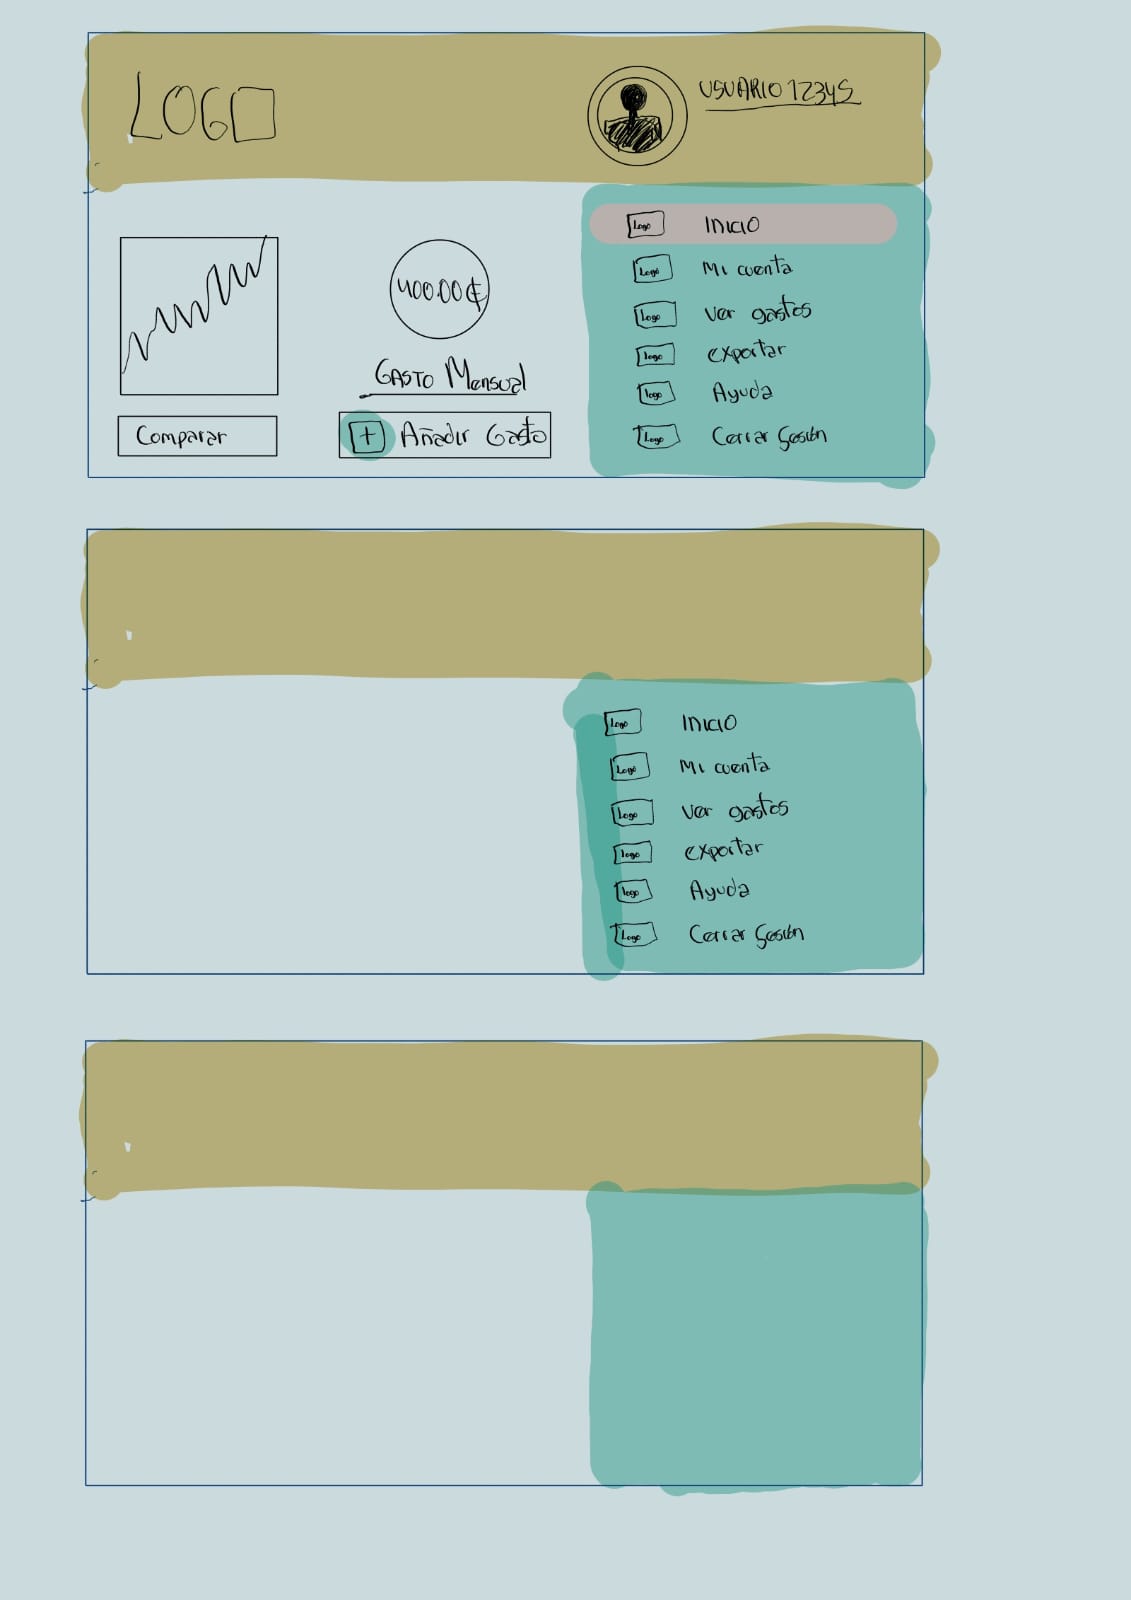 LOGO
USUARIO 12345
Logo Inicio
Logo Mi cuenta
Logo Ver gastos
Logo exportar
logo Ayuda
Logo Cerrar Sesión
400.00₡
Gasto Mensual
Comparar
+ Añadir Gasto
Logo Inicio
Logo Mi cuenta
Logo Ver gastos
logo exportar
logo Ayuda
Logo Cerrar Sesión